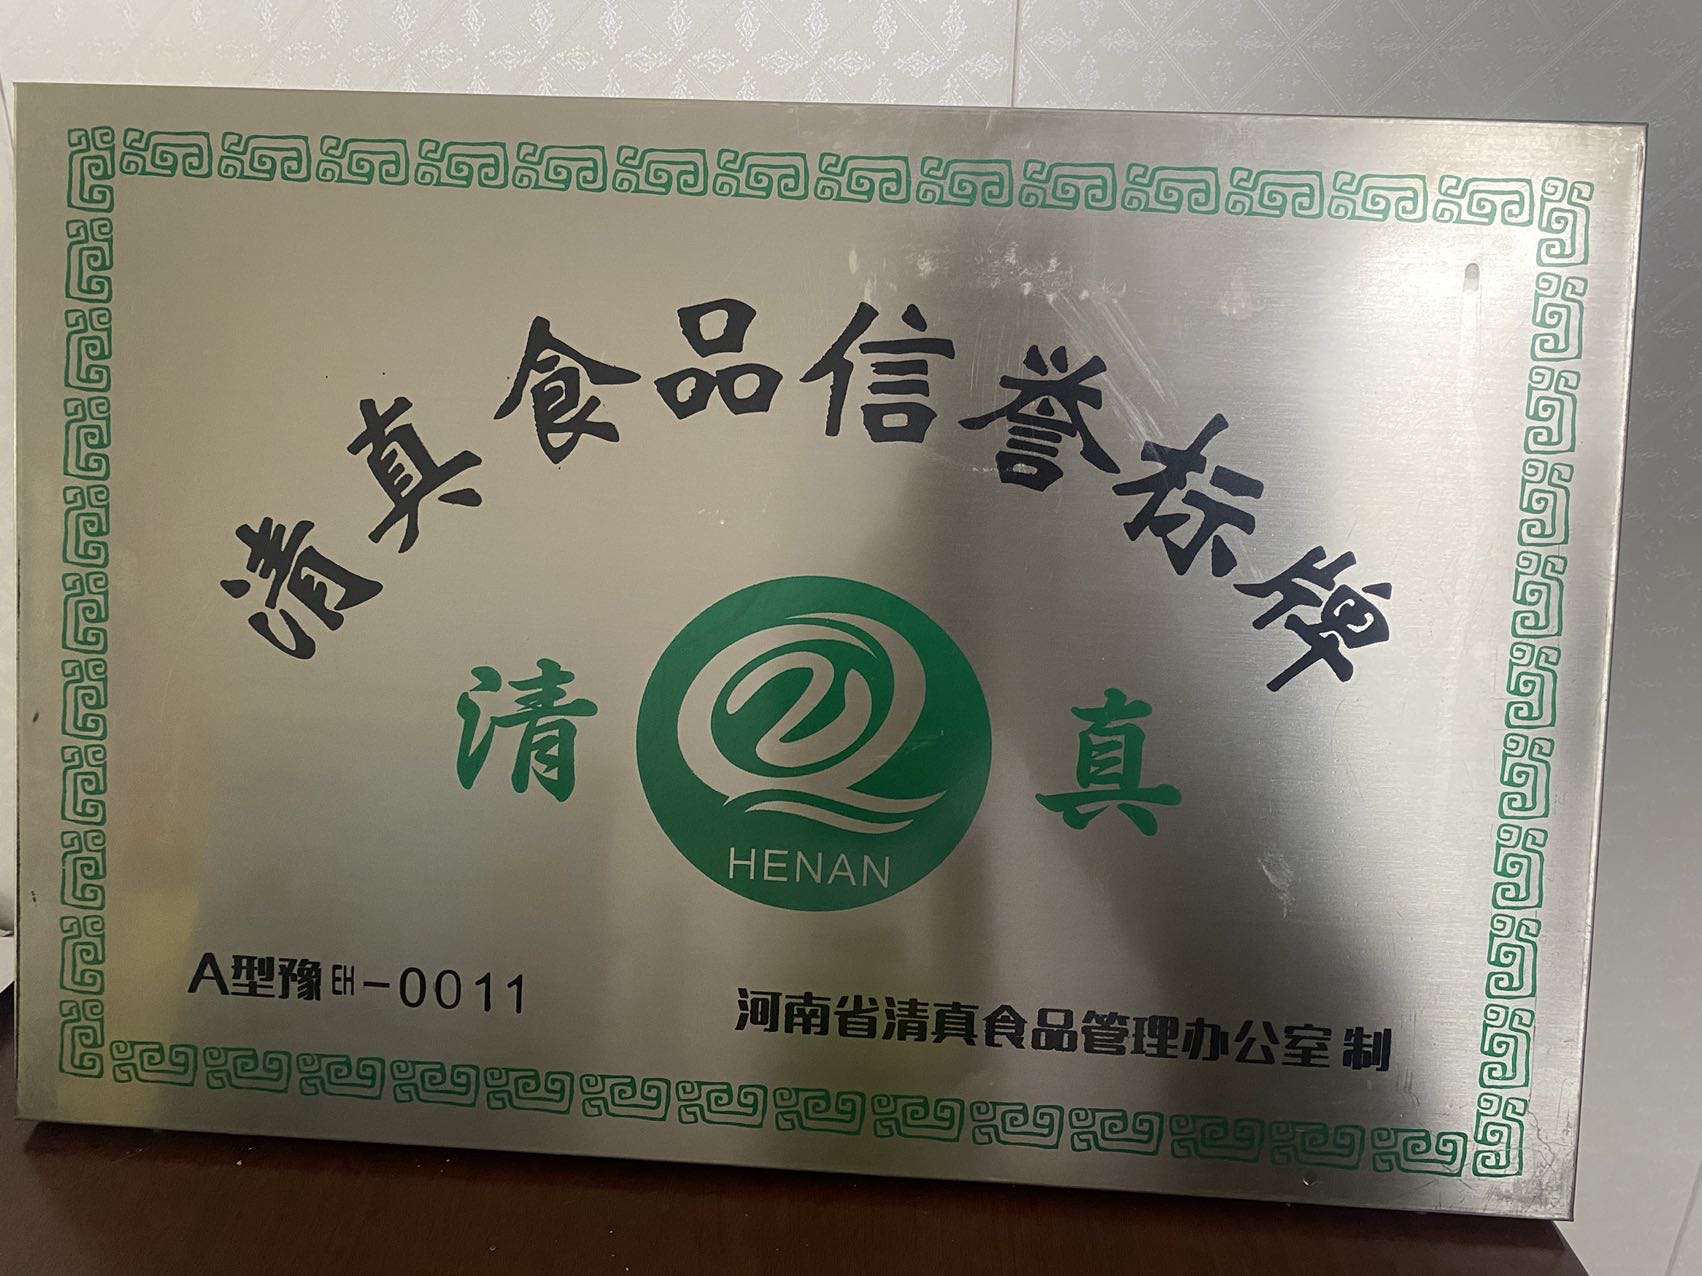 清真食品信誉标牌
清 真
HENAN
A型豫EH-0011
河南省清真食品管理办公室 制